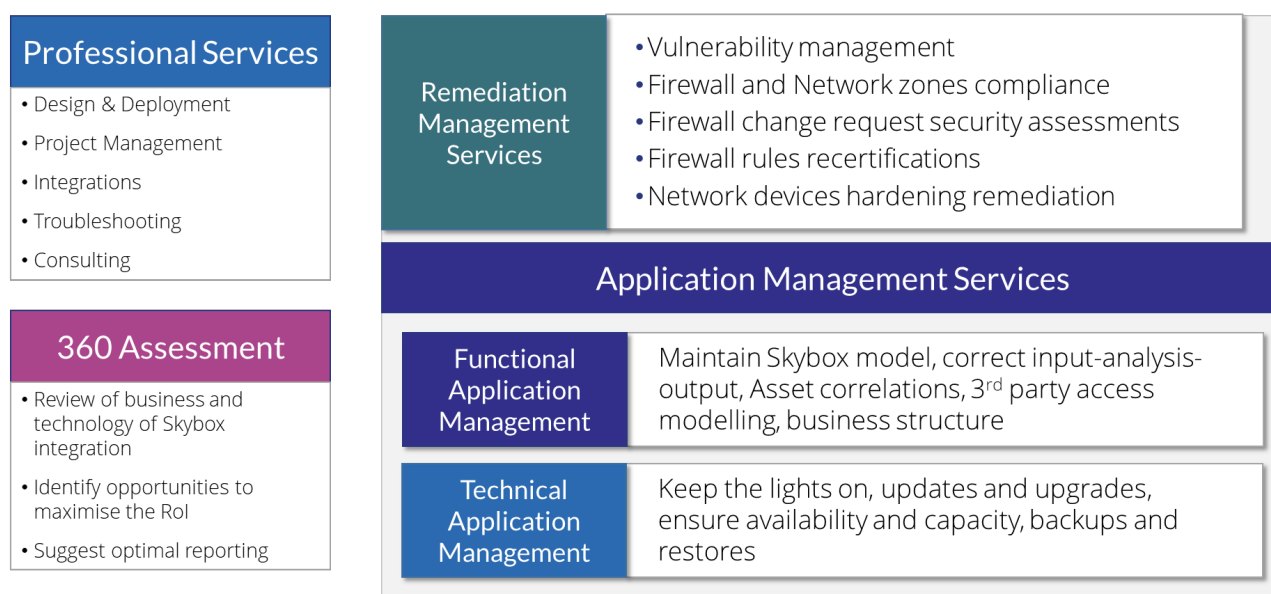 Professional Services
• Design & Deployment
• Project Management
• Integrations
• Troubleshooting
• Consulting
360 Assessment
• Review of business and
technology of Skybox
integration
• Identify opportunities to
maximise the RoI
• Suggest optimal reporting
Remediation
Management
Services
• Vulnerability management
• Firewall and Network zones compliance
• Firewall change request security assessments
• Firewall rules recertifications
• Network devices hardening remediation
Application Management Services
Functional
Application
Management
Maintain Skybox model, correct input-analysis-
output, Asset correlations, 3rd party access
modelling, business structure
Technical
Application
Management
Keep the lights on, updates and upgrades,
ensure availability and capacity, backups and
restores